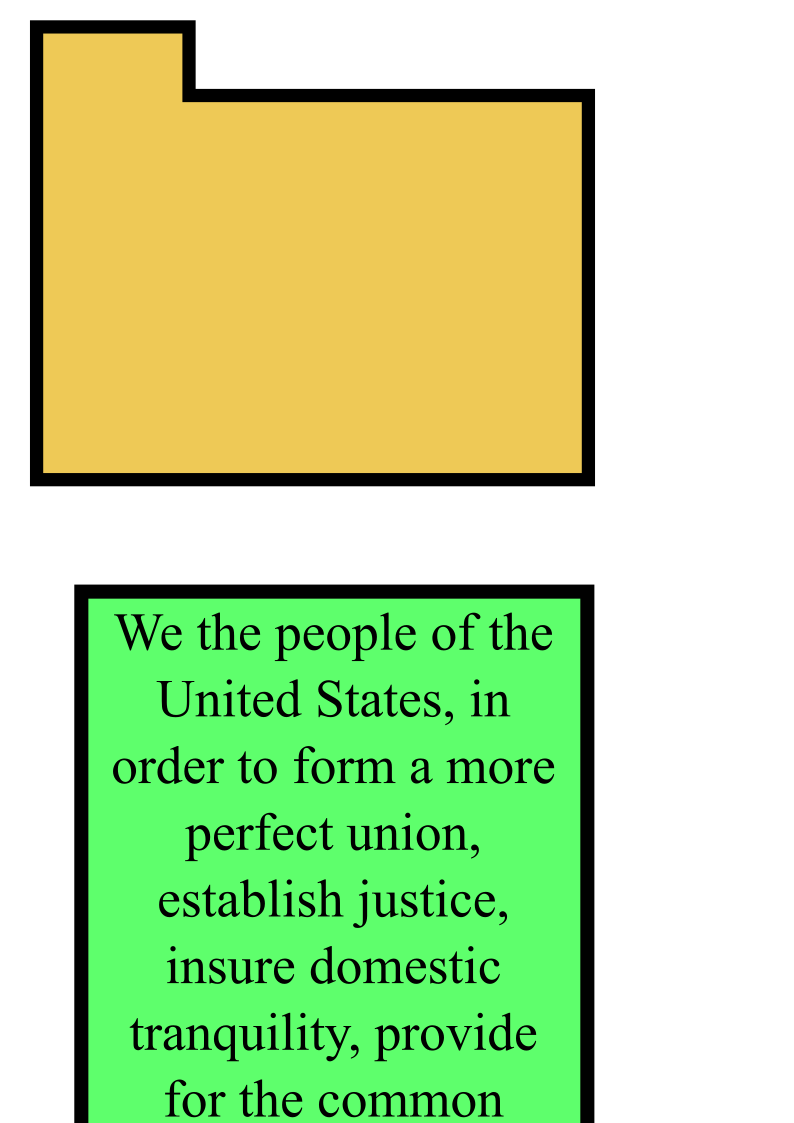 We the people of the
United States, in
order to form a more
perfect union,
establish justice,
insure domestic
tranquility, provide
for the common